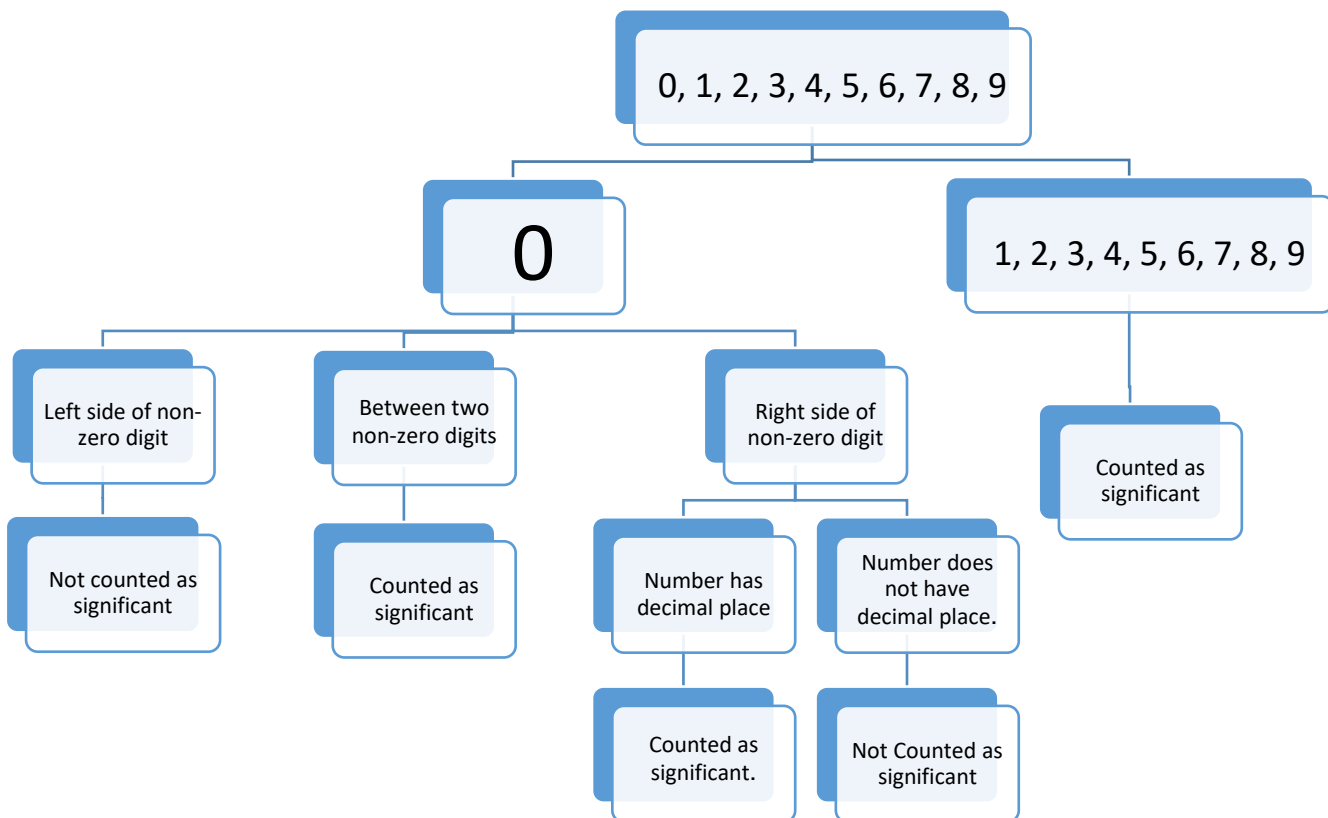 0, 1, 2, 3, 4, 5, 6, 7, 8, 9
0
1, 2, 3, 4, 5, 6, 7, 8, 9
Left side of non-
zero digit
Between two
non-zero digits
Right side of
non-zero digit
Counted as
significant
Not counted as
significant
Counted as
significant
Number has
decimal place
Number does
not have
decimal place.
Counted as
significant.
Not Counted as
significant